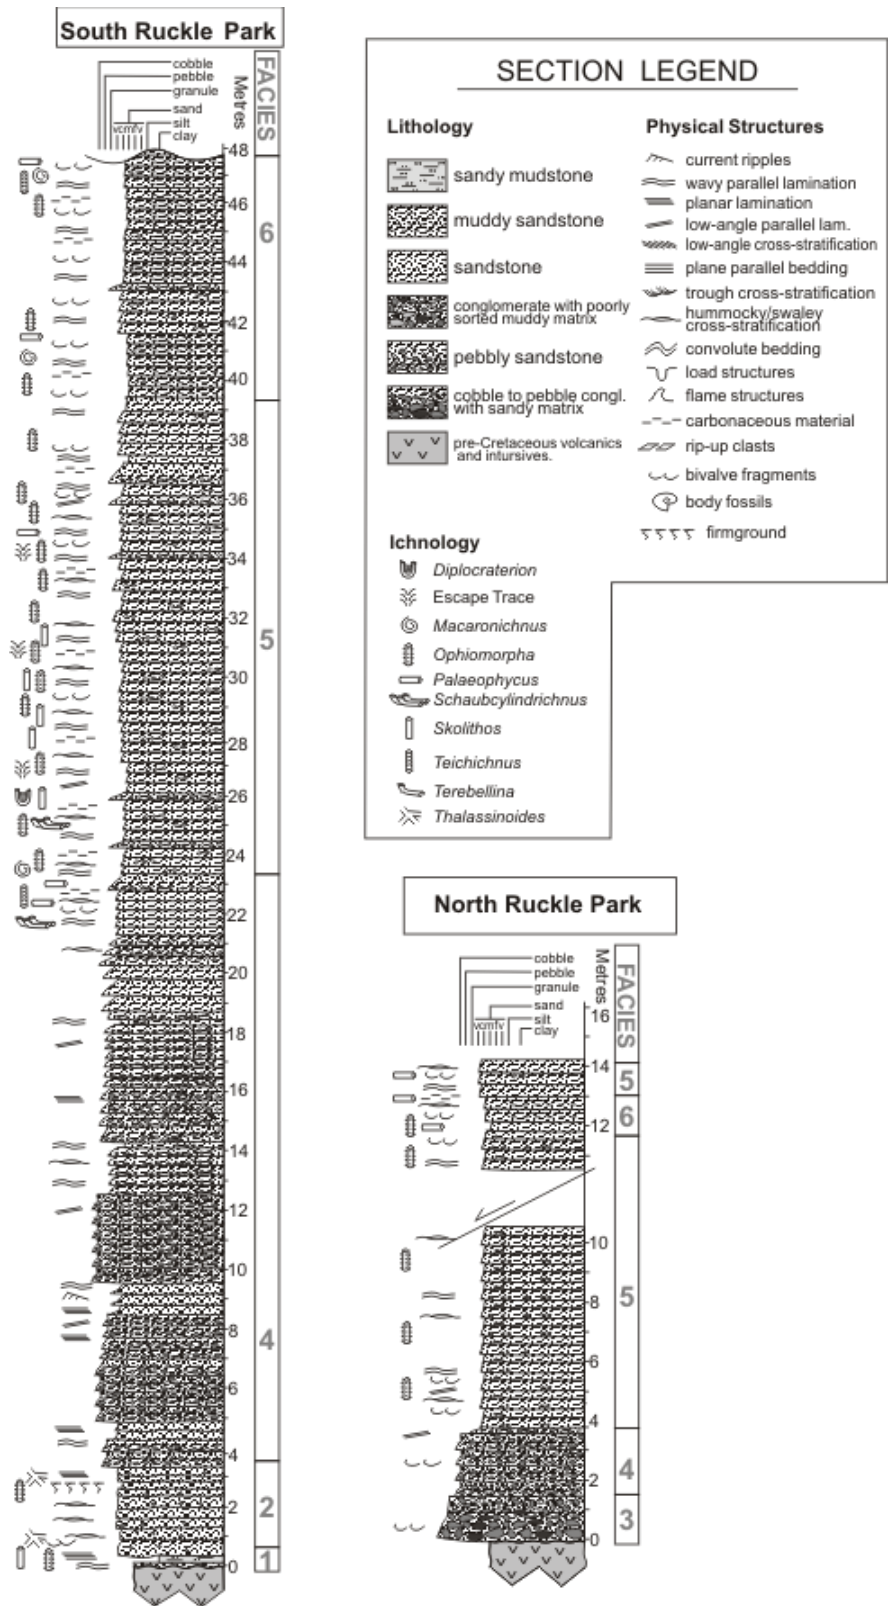 South Ruckle Park
cobble
pebble
granule
sand
silt
clay
vcmfv
Metres
FACIES
48
46
44
42
40
38
36
34
32
30
28
26
24
22
20
18
16
14
12
10
8
6
4
2
0
6
5
4
2
1
SECTION LEGEND
Lithology
sandy mudstone
muddy sandstone
sandstone
conglomerate with poorly
sorted muddy matrix
pebbly sandstone
cobble to pebble congl.
with sandy matrix
pre-Cretaceous volcanics
and intursives.
Physical Structures
current ripples
wavy parallel lamination
planar lamination
low-angle parallel lam.
low-angle cross-stratification
plane parallel bedding
trough cross-stratification
hummocky/swaley
cross-stratification
convolute bedding
load structures
flame structures
carbonaceous material
rip-up clasts
bivalve fragments
body fossils
firmground
Ichnology
Diplocraterion
Escape Trace
Macaronichnus
Ophiomorpha
Palaeophycus
Schaubcylindrichnus
Skolithos
Teichichnus
Terebellina
Thalassinoides
North Ruckle Park
cobble
pebble
granule
sand
silt
clay
vcmfv
Metres
FACIES
16
14
12
10
8
6
4
2
0
5
6
5
4
3